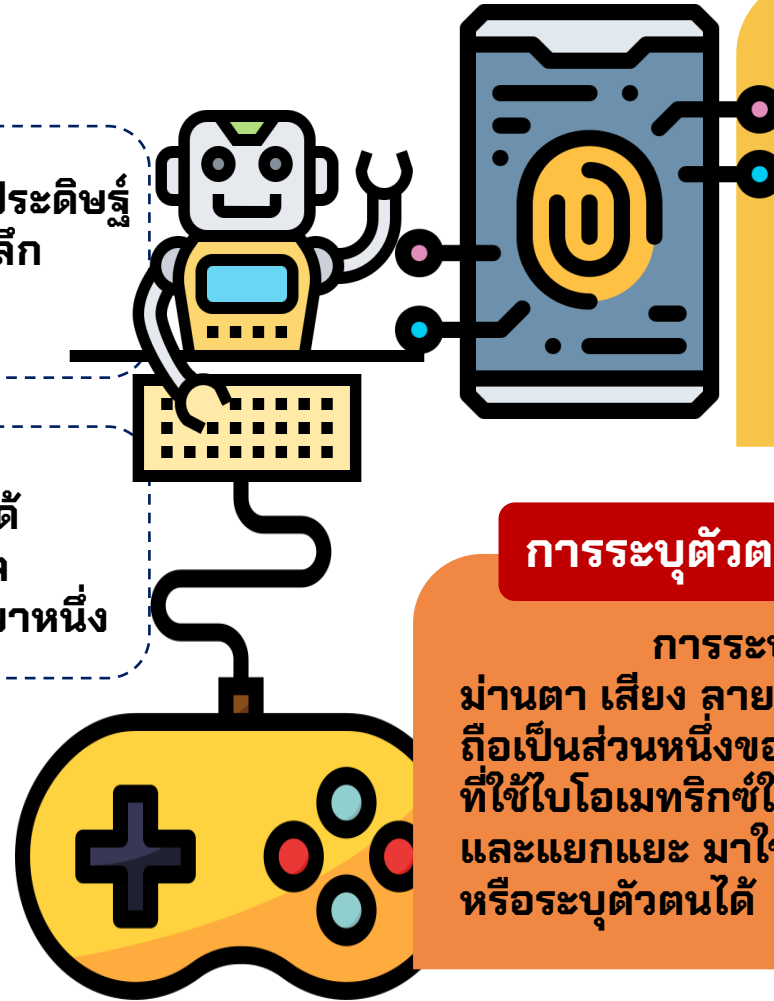 ประดิษฐ์
ลึก
ได้
มาหนึ่ง
การระบุตัวต
การระบุ
ม่านตา เสียง ลาย
ถือเป็นส่วนหนึ่งขอ
ที่ใช้ไบโอเมทริกซ์ใ
และแยกแยะ มาใช
หรือระบุตัวตนได้